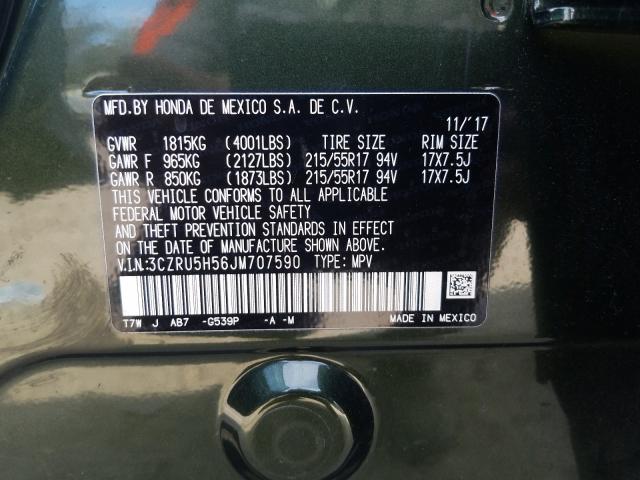 MFD.BY HONDA DE MEXICO S.A. DE C.V.
11/'17
GVWR 1815KG (4001LBS) TIRE SIZE RIM SIZE
GAWR F 965KG (2127LBS) 215/55R17 94V 17X7.5J
GAWR R 850KG (1873LBS) 215/55R17 94V 17X7.5J
THIS VEHICLE CONFORMS TO ALL APPLICABLE
FEDERAL MOTOR VEHICLE SAFETY
AND THEFT PREVENTION STANDARDS IN EFFECT
ON THE DATE OF MANUFACTURE SHOWN ABOVE.
V.I.N:3CZRU5H56JM707590 TYPE: MPV
T7W J AB7 -G539P -A -M MADE IN MEXICO